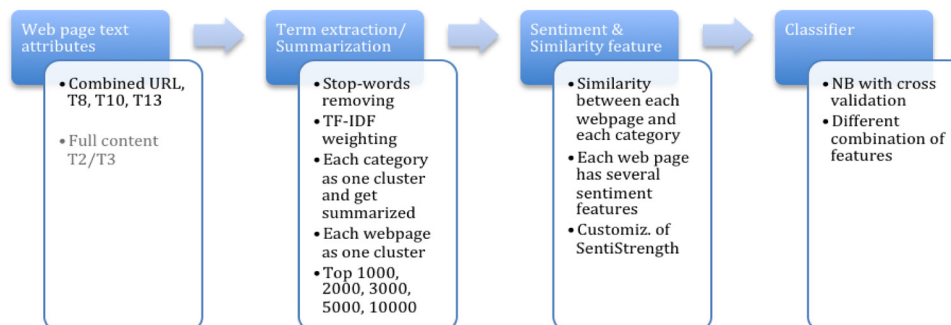 Web page text
attributes
• Combined URL,
T8, T10, T13
• Full content
T2/T3
Term extraction/
Summarization
• Stop-words
removing
• TF-IDF
weighting
• Each category
as one cluster
and get
summarized
• Each webpage
as one cluster
• Top 1000,
2000, 3000,
5000, 10000
Sentiment &
Similarity feature
• Similarity
between each
webpage and
each category
• Each web page
has several
sentiment
features
• Customiz. of
SentiStrength
Classifier
• NB with cross
validation
• Different
combination of
features